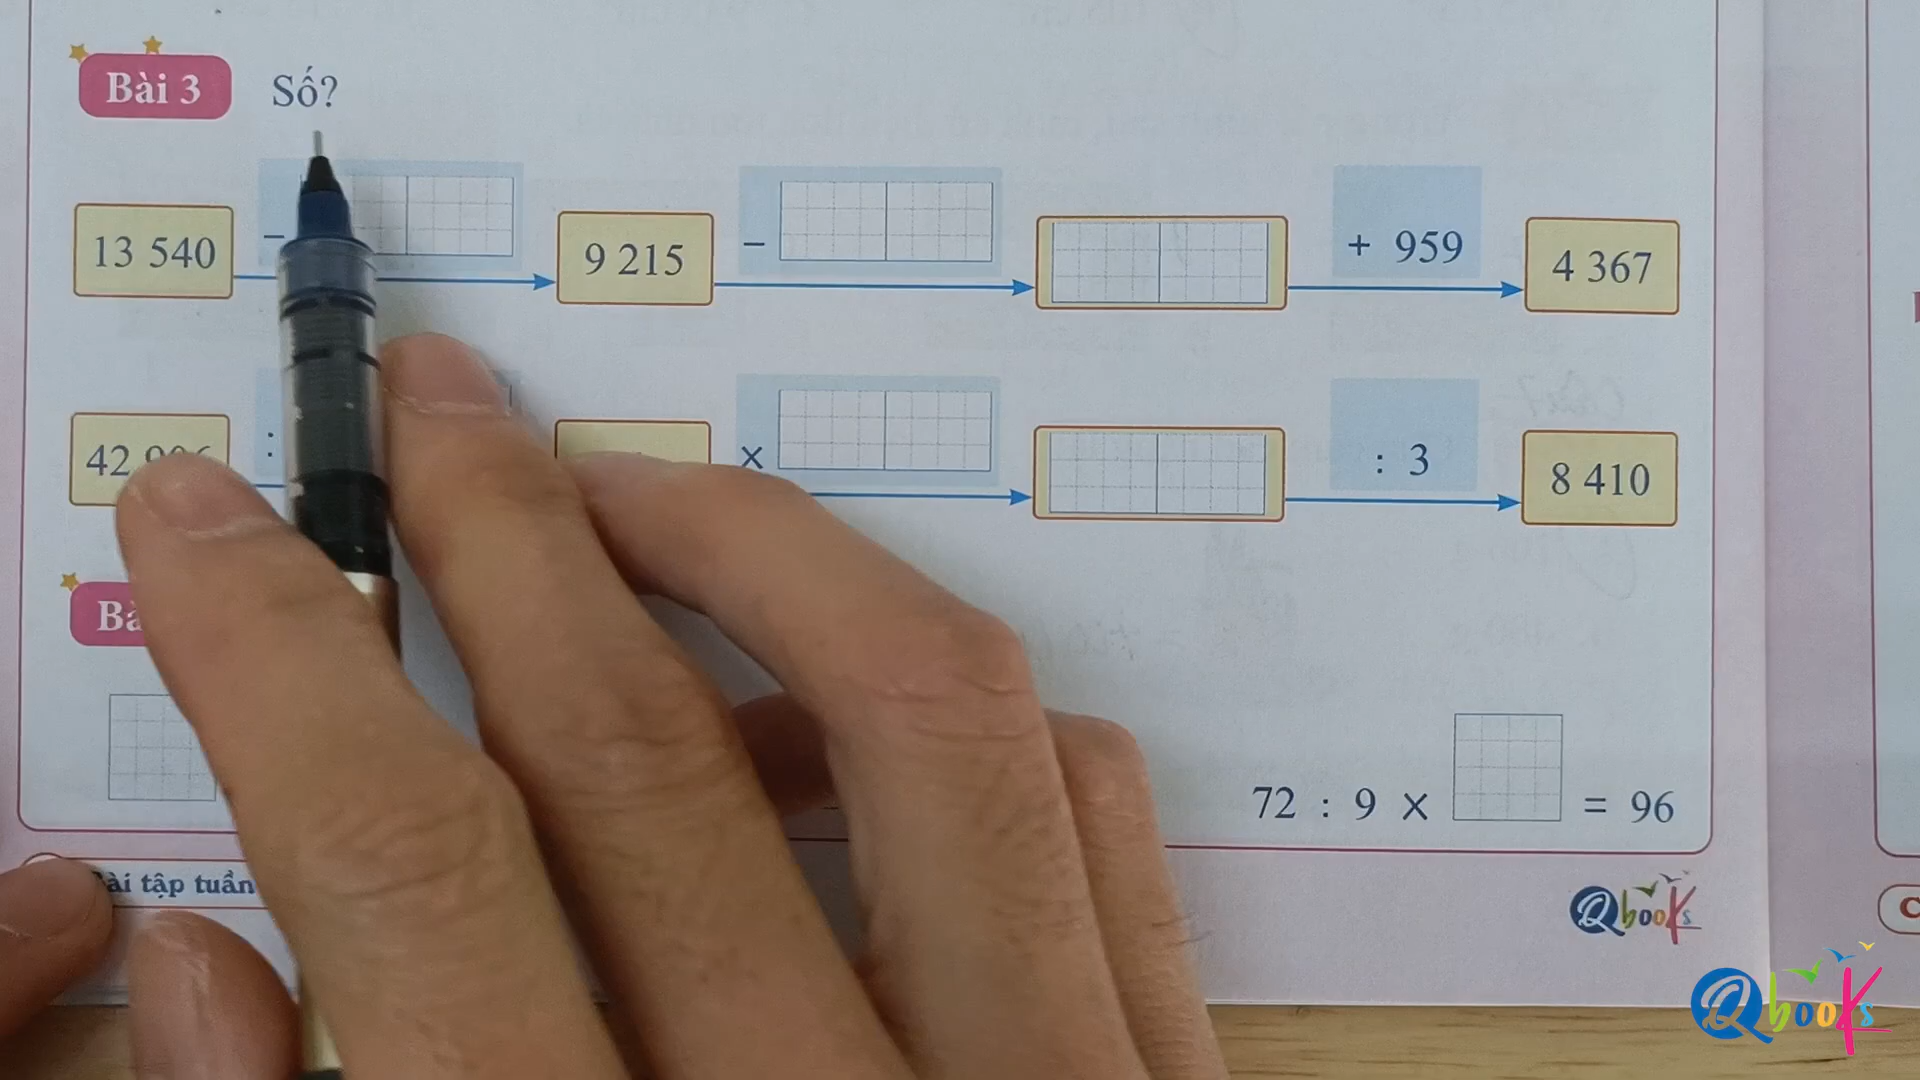 Bài 3 Số?
13 540 − 9 215 − + 959 4 367
: × : 3 8 410
72 : 9 × = 96
ài tập tuần
Qbooks
Qbooks